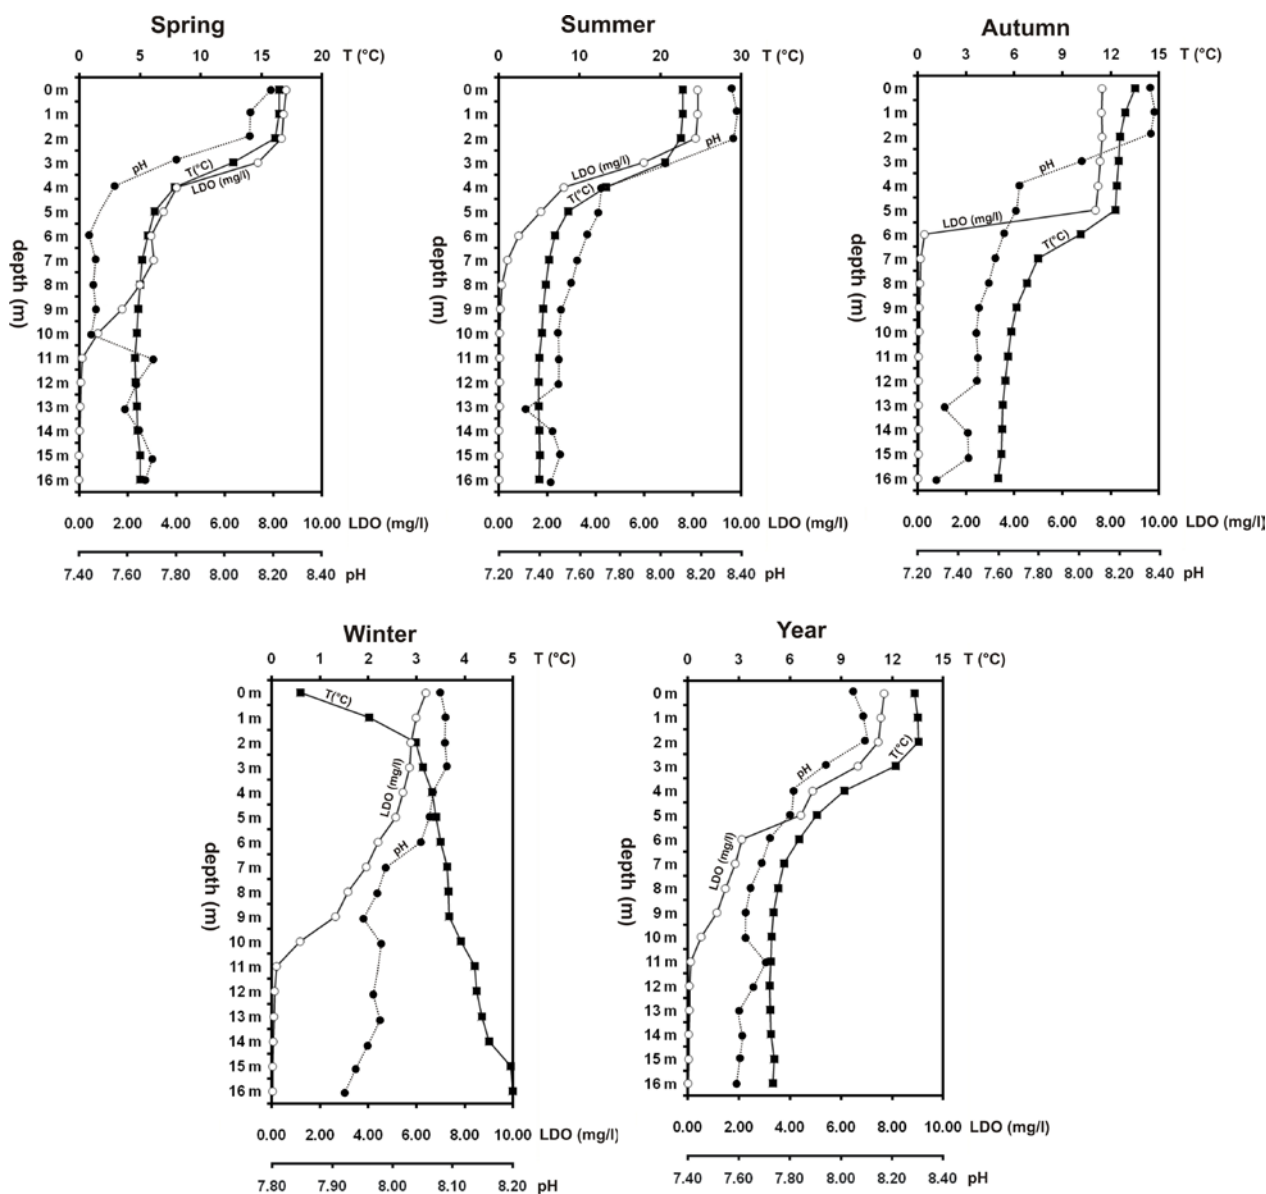 Spring
0 5 10 15 20 T (°C)
0 m
1 m
2 m
3 m
4 m
5 m
6 m
7 m
8 m
9 m
10 m
11 m
12 m
13 m
14 m
15 m
16 m
depth (m)
pH
T(°C)
LDO (mg/l)
0.00 2.00 4.00 6.00 8.00 10.00 LDO (mg/l)
7.40 7.60 7.80 8.00 8.20 8.40 pH
Summer
0 10 20 30 T (°C)
0 m
1 m
2 m
3 m
4 m
5 m
6 m
7 m
8 m
9 m
10 m
11 m
12 m
13 m
14 m
15 m
16 m
depth (m)
pH
LDO (mg/l)
T(°C)
0.00 2.00 4.00 6.00 8.00 10.00 LDO (mg/l)
7.20 7.40 7.60 7.80 8.00 8.20 8.40 pH
Autumn
0 3 6 9 12 15 T (°C)
0 m
1 m
2 m
3 m
4 m
5 m
6 m
7 m
8 m
9 m
10 m
11 m
12 m
13 m
14 m
15 m
16 m
depth (m)
pH
LDO (mg/l)
T(°C)
0.00 2.00 4.00 6.00 8.00 10.00 LDO (mg/l)
7.20 7.40 7.60 7.80 8.00 8.20 8.40 pH
Winter
0 1 2 3 4 5 T (°C)
0 m
1 m
2 m
3 m
4 m
5 m
6 m
7 m
8 m
9 m
10 m
11 m
12 m
13 m
14 m
15 m
16 m
depth (m)
T(°C)
LDO (mg/l)
pH
0.00 2.00 4.00 6.00 8.00 10.00 LDO (mg/l)
7.80 7.90 8.00 8.10 8.20 pH
Year
0 3 6 9 12 15 T (°C)
0 m
1 m
2 m
3 m
4 m
5 m
6 m
7 m
8 m
9 m
10 m
11 m
12 m
13 m
14 m
15 m
16 m
depth (m)
T(°C)
pH
LDO (mg/l)
0.00 2.00 4.00 6.00 8.00 10.00 LDO (mg/l)
7.40 7.60 7.80 8.00 8.20 8.40 pH